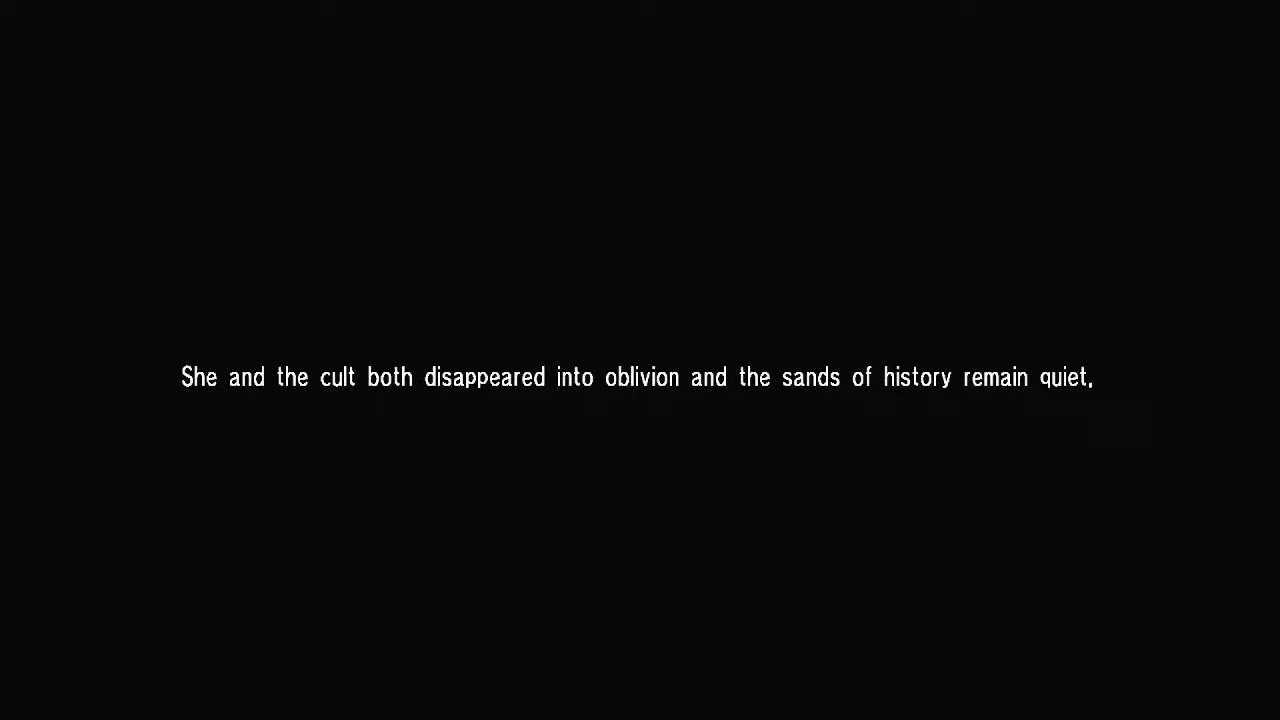 She and the cult both disappeared into oblivion and the sands of history remain quiet.